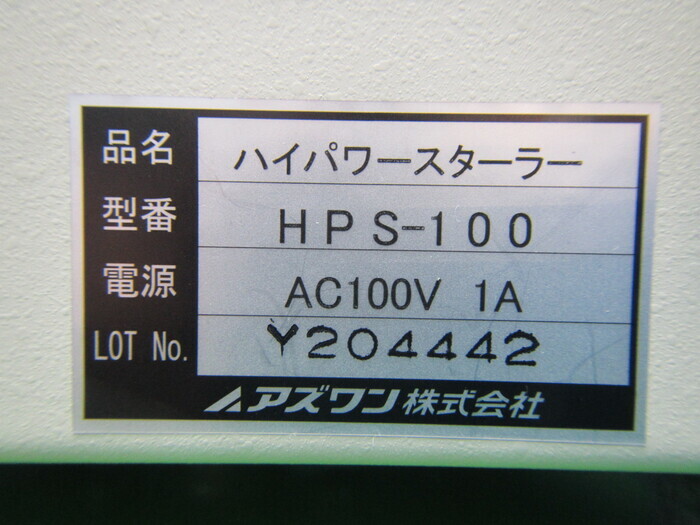 品名 ハイパワースターラー
型番 HPS-100
電源 AC100V 1A
LOT No. Y204442
アズワン株式会社